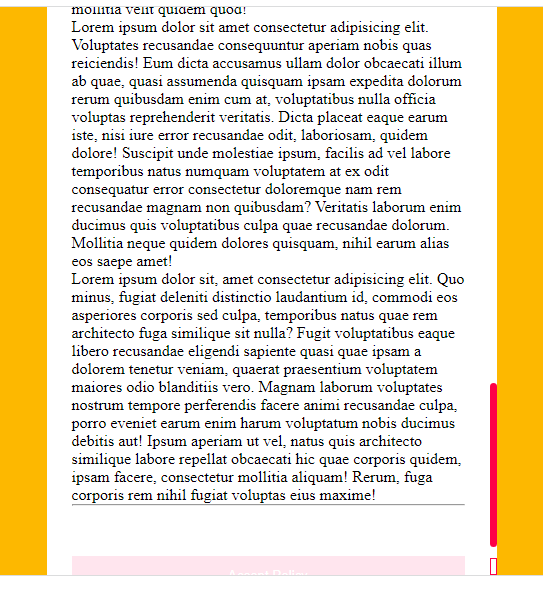 mollitia velit quidem quod!
Lorem ipsum dolor sit amet consectetur adipisicing elit.
Voluptates recusandae consequuntur aperiam nobis quas
reiciendis! Eum dicta accusamus ullam dolor obcaecati illum
ab quae, quasi assumenda quisquam ipsam expedita dolorum
rerum quibusdam enim cum at, voluptatibus nulla officia
voluptas reprehenderit veritatis. Dicta placeat eaque earum
iste, nisi iure error recusandae odit, laboriosam, quidem
dolore! Suscipit unde molestiae ipsum, facilis ad vel labore
temporibus natus numquam voluptatem at ex odit
consequatur error consectetur doloremque nam rem
recusandae magnam non quibusdam? Veritatis laborum enim
ducimus quis voluptatibus culpa quae recusandae dolorum.
Mollitia neque quidem dolores quisquam, nihil earum alias
eos saepe amet!
Lorem ipsum dolor sit, amet consectetur adipisicing elit. Quo
minus, fugiat deleniti distinctio laudantium id, commodi eos
asperiores corporis sed culpa, temporibus natus quae rem
architecto fuga similique sit nulla? Fugit voluptatibus eaque
libero recusandae eligendi sapiente quasi quae ipsam a
dolorem tenetur veniam, quaerat praesentium voluptatem
maiores odio blanditiis vero. Magnam laborum voluptates
nostrum tempore perferendis facere animi recusandae culpa,
porro eveniet earum enim harum voluptatum nobis ducimus
debitis aut! Ipsum aperiam ut vel, natus quis architecto
similique labore repellat obcaecati hic quae corporis quidem,
ipsam facere, consectetur mollitia aliquam! Rerum, fuga
corporis rem nihil fugiat voluptas eius maxime!
Accept Policy